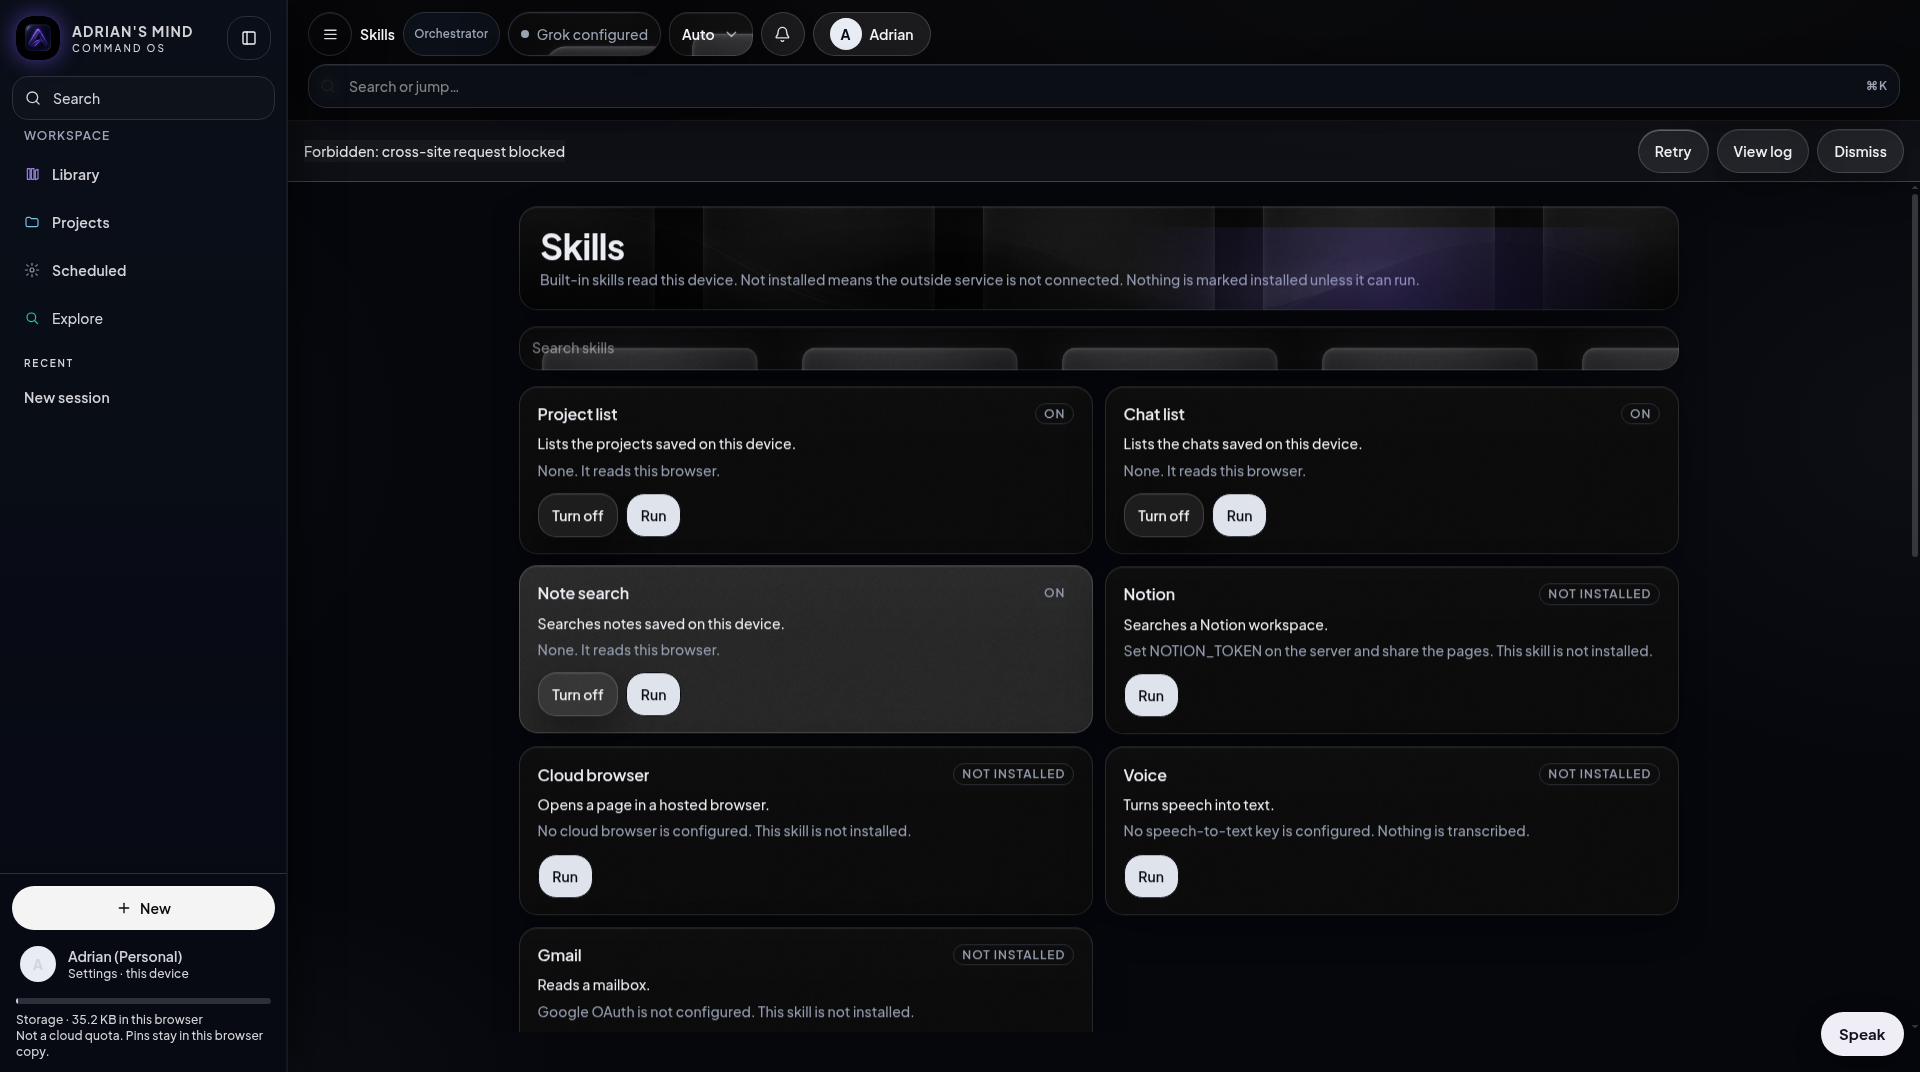 ADRIAN'S MIND
COMMAND OS
Search
WORKSPACE
Library
Projects
Scheduled
Explore
RECENT
New session
New
A
Adrian (Personal)
Settings · this device
Storage · 35.2 KB in this browser
Not a cloud quota. Pins stay in this browser
copy.
Skills
Orchestrator
Grok configured
Auto
A
Adrian
Search or jump…
⌘K
Forbidden: cross-site request blocked
Retry
View log
Dismiss
Skills
Built-in skills read this device. Not installed means the outside service is not connected. Nothing is marked installed unless it can run.
Search skills
Project list
ON
Lists the projects saved on this device.
None. It reads this browser.
Turn off
Run
Chat list
ON
Lists the chats saved on this device.
None. It reads this browser.
Turn off
Run
Note search
ON
Searches notes saved on this device.
None. It reads this browser.
Turn off
Run
Notion
NOT INSTALLED
Searches a Notion workspace.
Set NOTION_TOKEN on the server and share the pages. This skill is not installed.
Run
Cloud browser
NOT INSTALLED
Opens a page in a hosted browser.
No cloud browser is configured. This skill is not installed.
Run
Voice
NOT INSTALLED
Turns speech into text.
No speech-to-text key is configured. Nothing is transcribed.
Run
Gmail
NOT INSTALLED
Reads a mailbox.
Google OAuth is not configured. This skill is not installed.
Speak